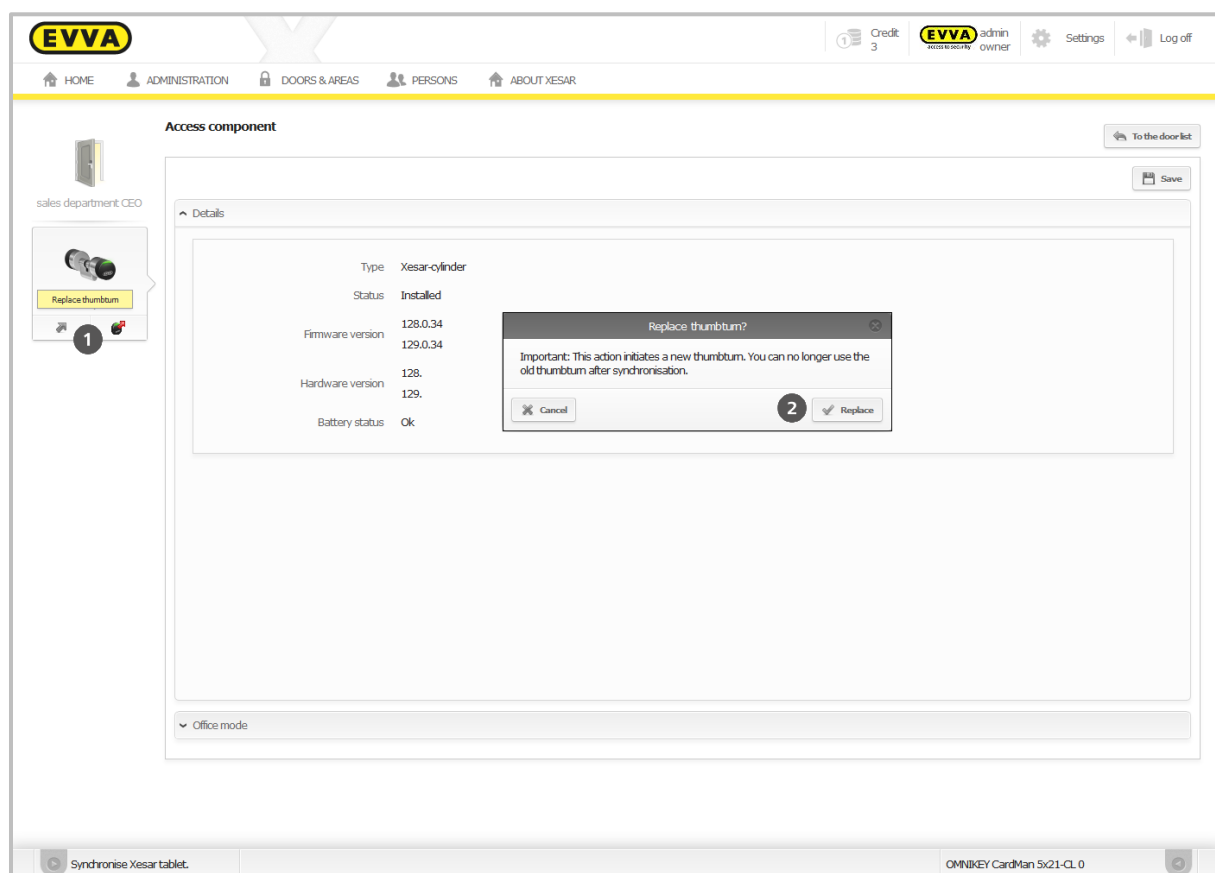 EVVA
Credit
3
EVVA
access to security
admin
owner
Settings
Log off
HOME
ADMINISTRATION
DOORS & AREAS
PERSONS
ABOUT XESAR
Access component
To the door list
sales department CEO
Save
Details
Replace thumbturn
1
Type Xesar-cylinder
Status Installed
Firmware version 128.0.34
129.0.34
Hardware version 128.
129.
Battery status Ok
Replace thumbturn?
Important: This action initiates a new thumbturn. You can no longer use the
old thumbturn after synchronisation.
Cancel
2
Replace
Office mode
Synchronise Xesar tablet.
OMNIKEY CardMan 5x21-CL 0